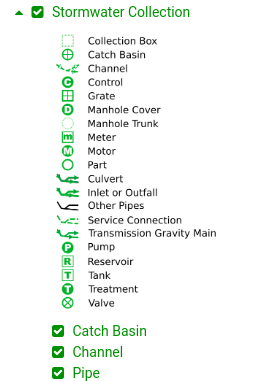 Stormwater Collection
Collection Box
Catch Basin
Channel
C Control
Grate
D Manhole Cover
Manhole Trunk
m Meter
M Motor
Part
Culvert
Inlet or Outfall
Other Pipes
Service Connection
Transmission Gravity Main
P Pump
R Reservoir
T Tank
T Treatment
Valve
Catch Basin
Channel
Pipe